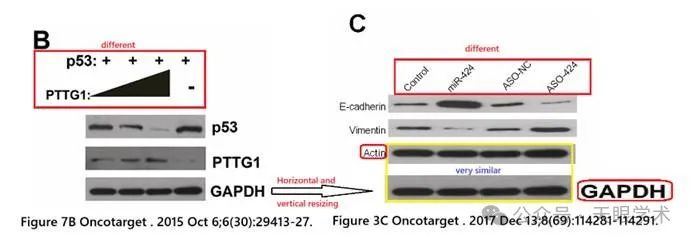 B
different
p53: + + + +
PTTG1: -
p53
PTTG1
GAPDH
Horizontal and
vertical resizing
Figure 7B Oncotarget . 2015 Oct 6;6(30):29413-27.
C
different
Control miR-424 ASO-NC ASO-424
E-cadherin
Vimentin
Actin
very similar
GAPDH
Figure 3C Oncotarget . 2017 Dec 13;8(69):114281-114291.
公众号 · 天眼学术